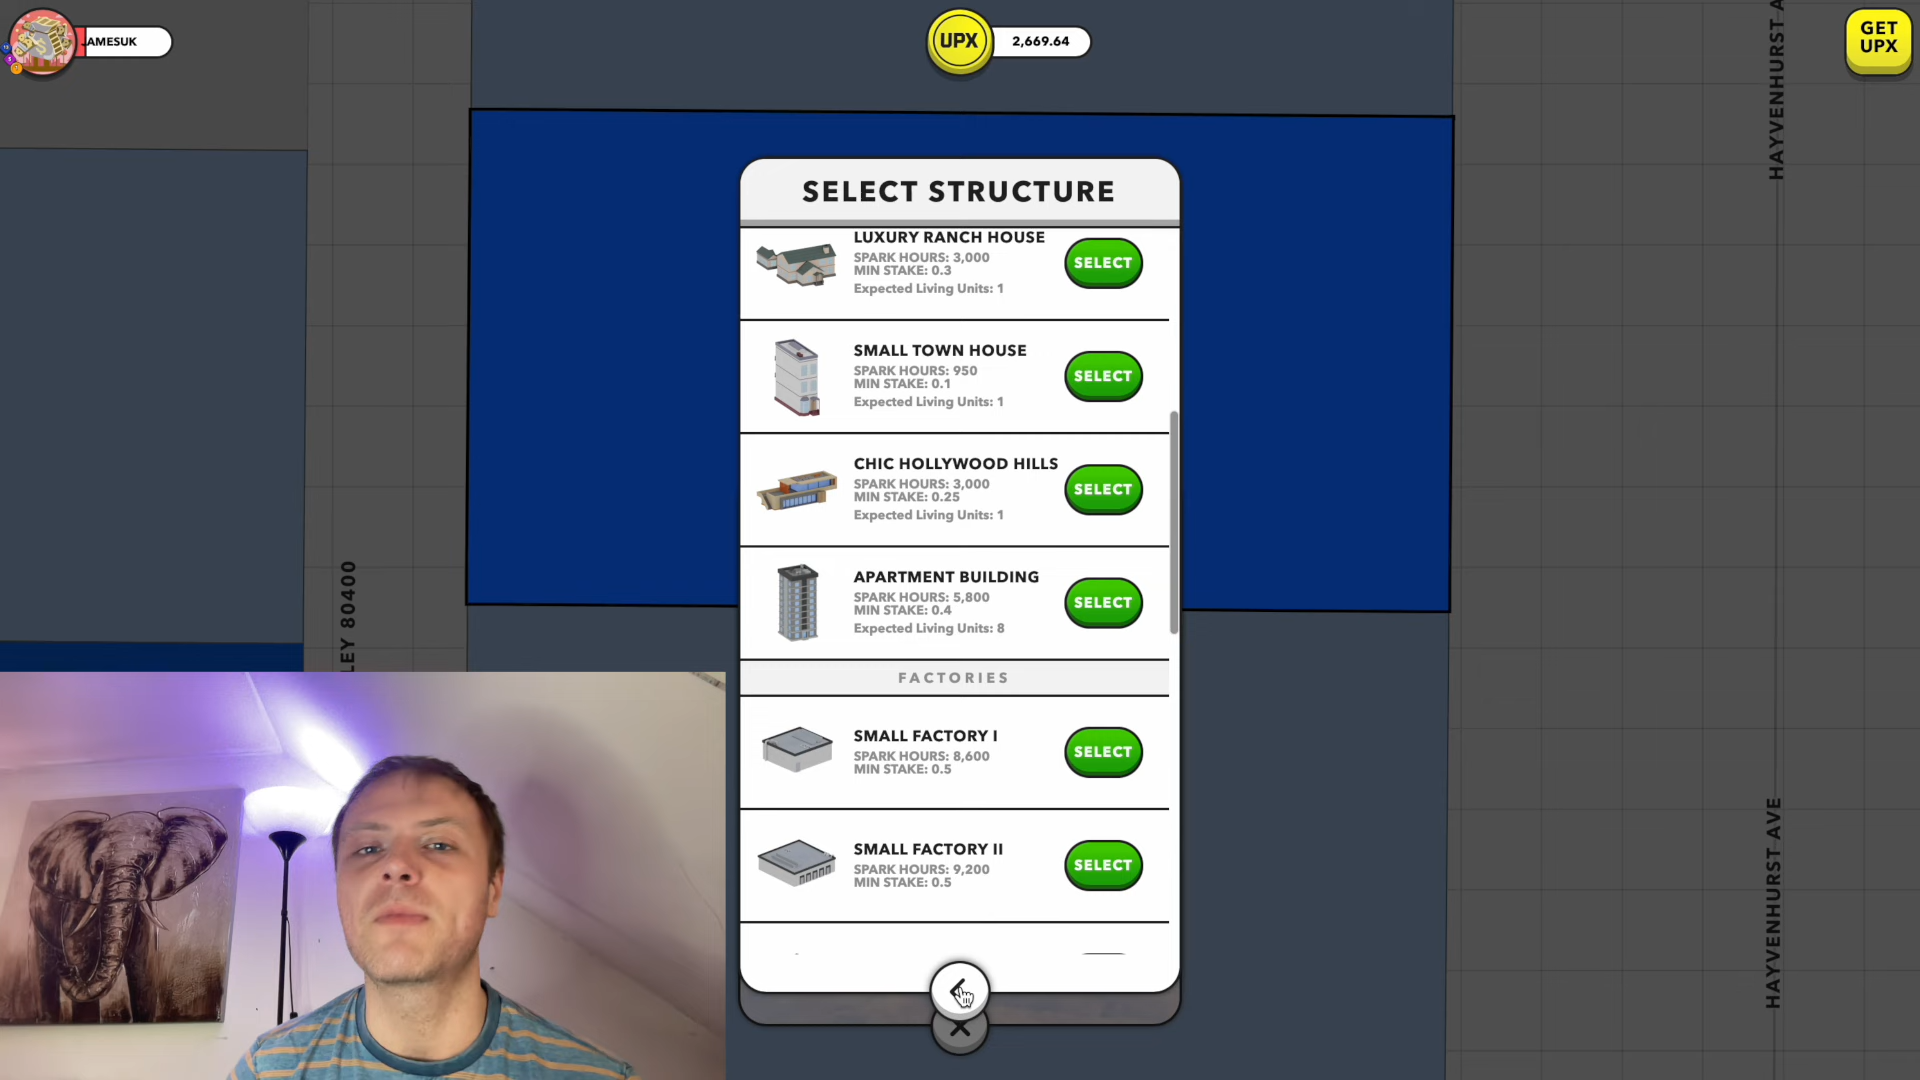 JAMESUK
UPX
2,669.64
GET
UPX
SELECT STRUCTURE
LUXURY RANCH HOUSE
SPARK HOURS: 3,000
MIN STAKE: 0.3
Expected Living Units: 1
SELECT
SMALL TOWN HOUSE
SPARK HOURS: 950
MIN STAKE: 0.1
Expected Living Units: 1
SELECT
CHIC HOLLYWOOD HILLS
SPARK HOURS: 3,000
MIN STAKE: 0.25
Expected Living Units: 1
SELECT
APARTMENT BUILDING
SPARK HOURS: 5,800
MIN STAKE: 0.4
Expected Living Units: 8
SELECT
FACTORIES
SMALL FACTORY I
SPARK HOURS: 8,600
MIN STAKE: 0.5
SELECT
SMALL FACTORY II
SPARK HOURS: 9,200
MIN STAKE: 0.5
SELECT
LEY 80400
HAYVENHURST A
HAYVENHURST AVE